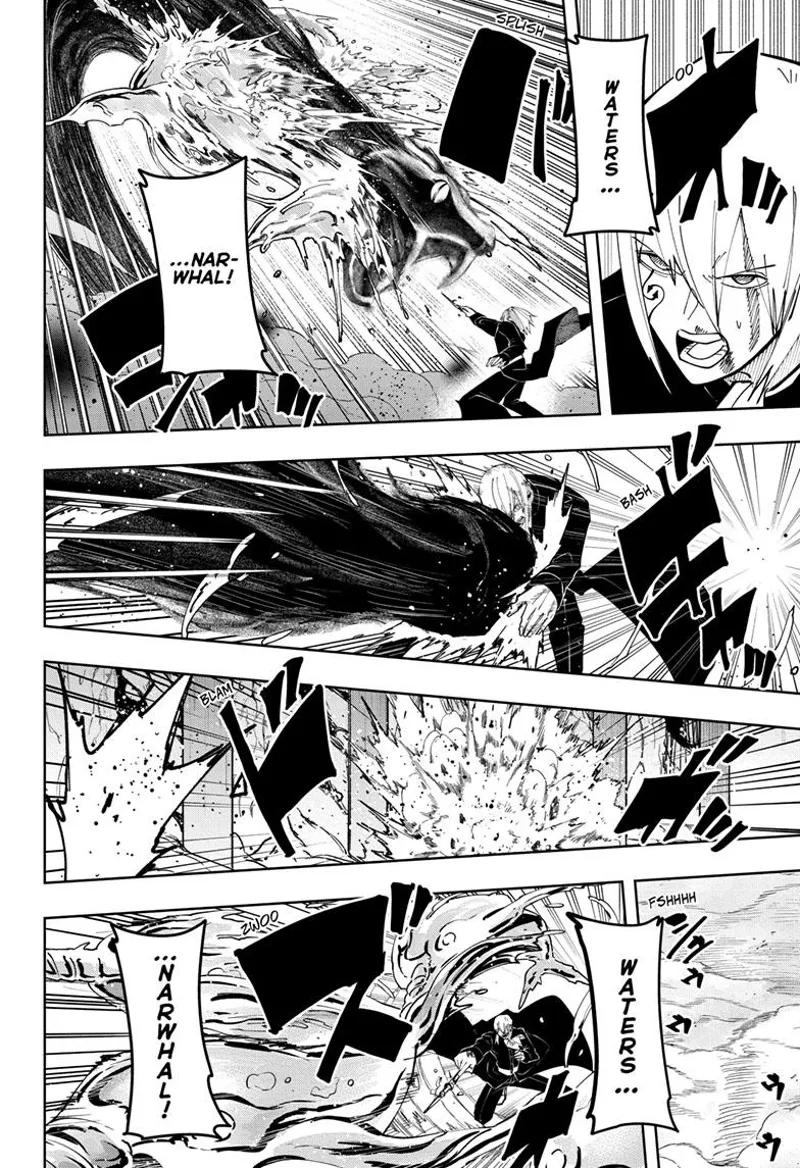 OO
WATERS...
SPLISH
...NAR-
WHAL!
BASH
BLAM
FSHHHH
WATERS...
ZWOO
...NARWHAL!